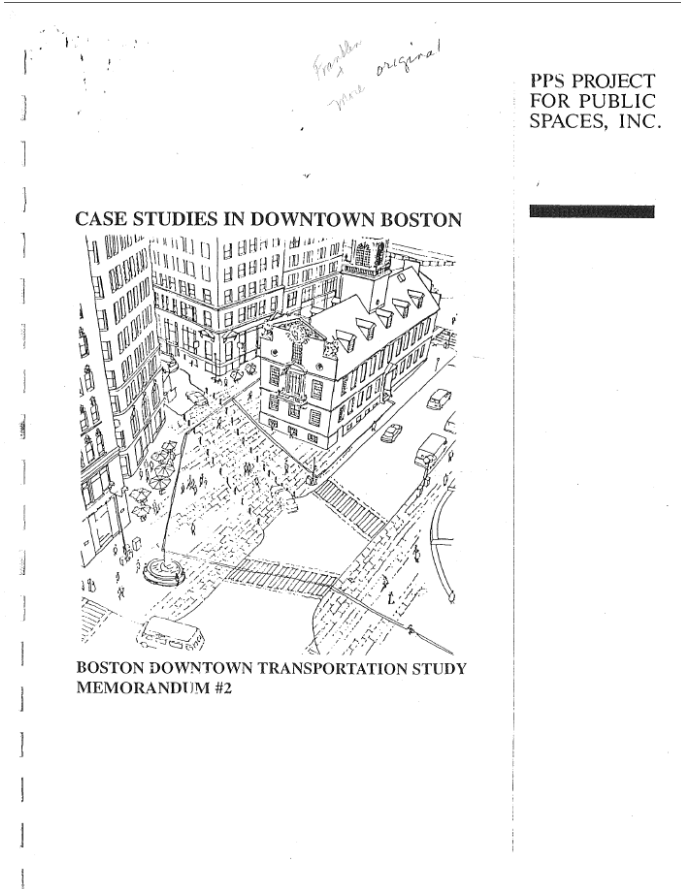 Franklin
original
PPS PROJECT
FOR PUBLIC
SPACES, INC.
CASE STUDIES IN DOWNTOWN BOSTON
BOSTON DOWNTOWN TRANSPORTATION STUDY
MEMORANDUM #2